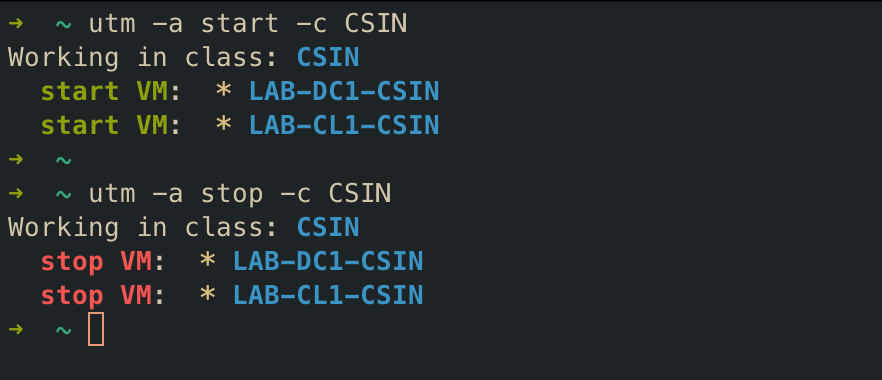 ➜  ~ utm -a start -c CSIN
Working in class: CSIN
  start VM:  * LAB-DC1-CSIN
  start VM:  * LAB-CL1-CSIN
➜  ~
➜  ~ utm -a stop -c CSIN
Working in class: CSIN
  stop VM:  * LAB-DC1-CSIN
  stop VM:  * LAB-CL1-CSIN
➜  ~